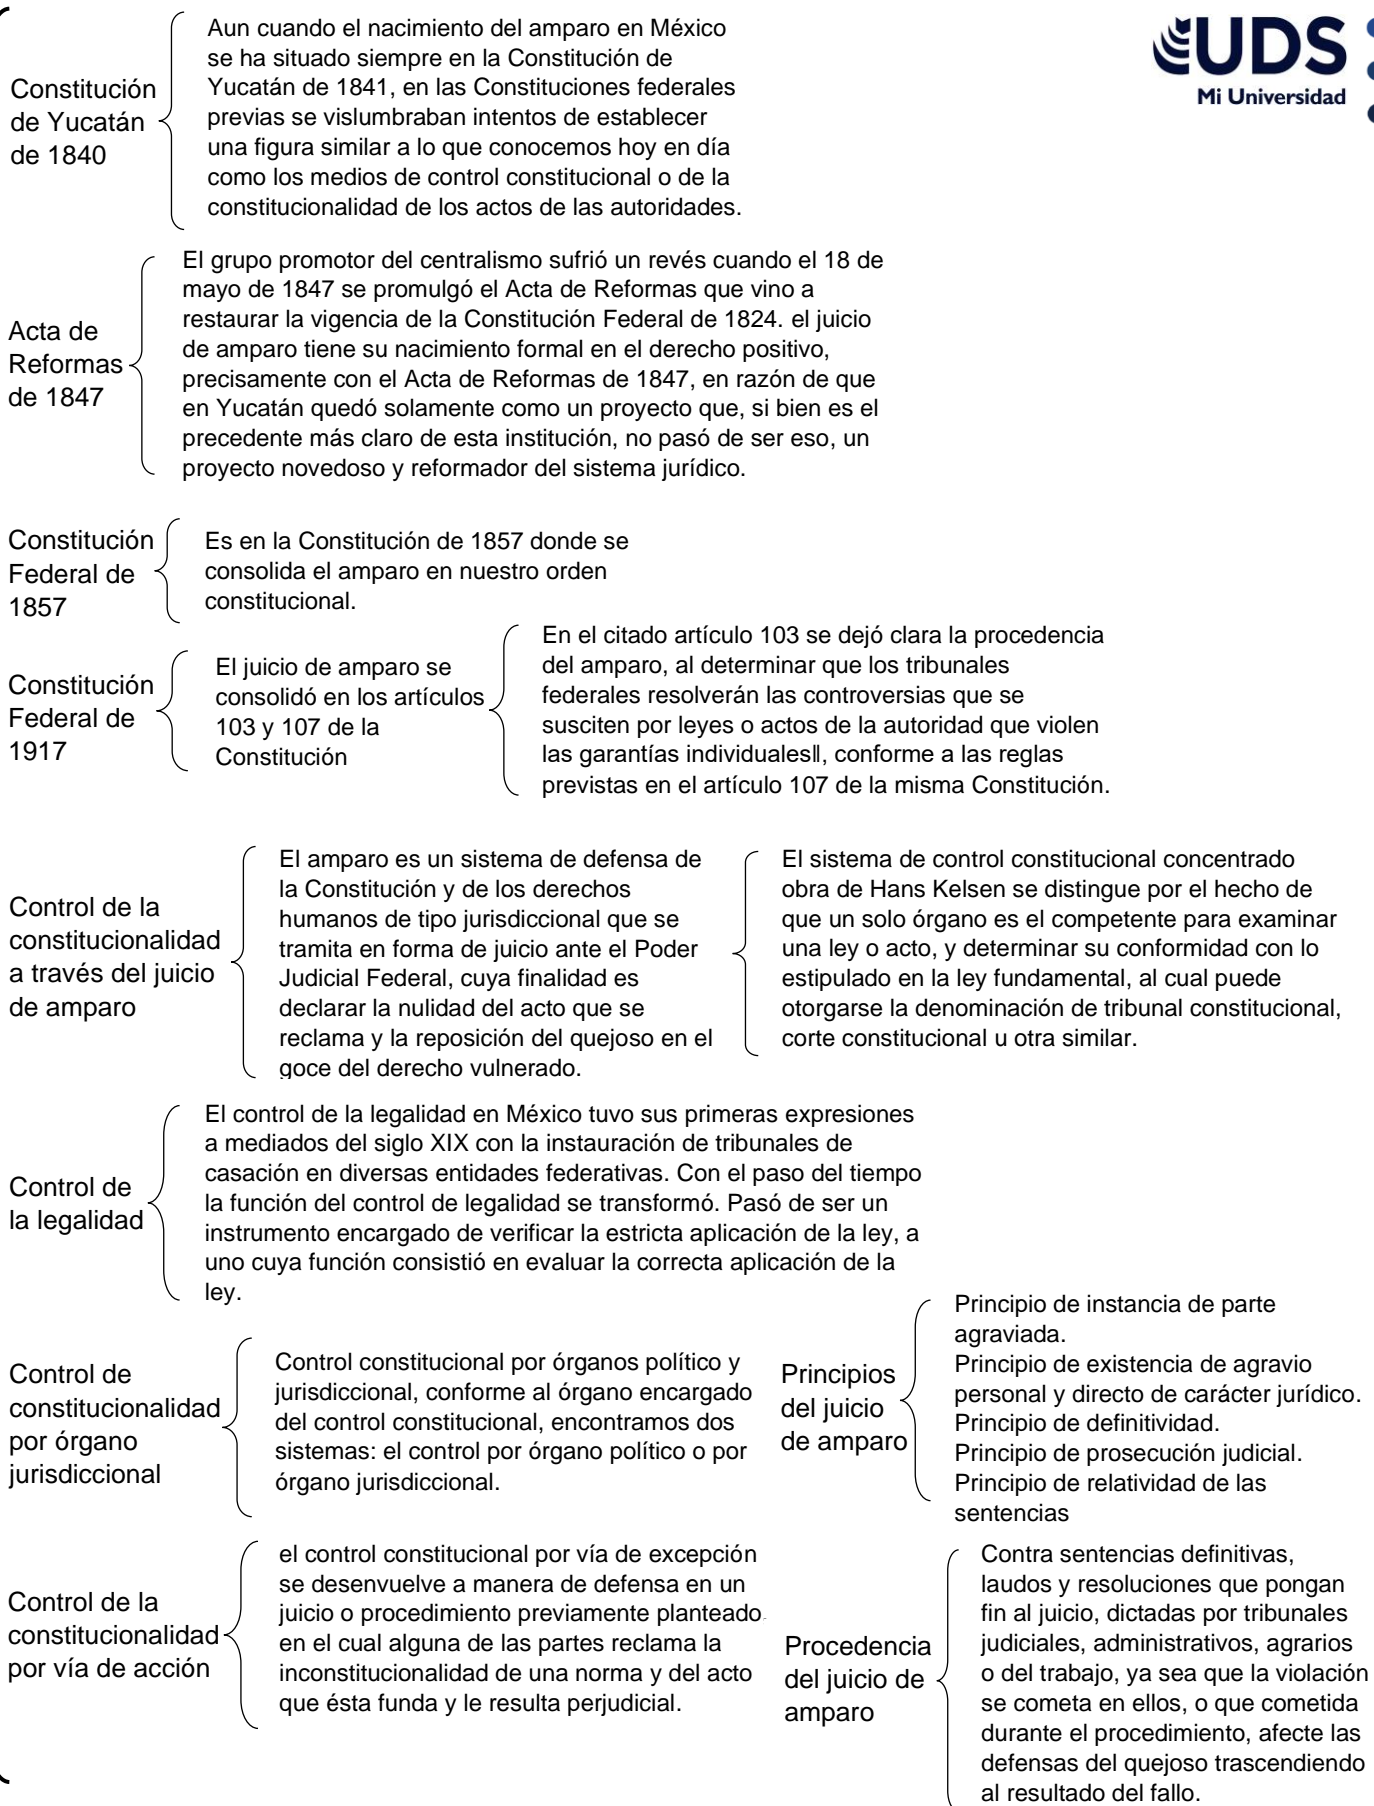 UDS
Mi Universidad
Constitución
de Yucatán
de 1840
Aun cuando el nacimiento del amparo en México
se ha situado siempre en la Constitución de
Yucatán de 1841, en las Constituciones federales
previas se vislumbraban intentos de establecer
una figura similar a lo que conocemos hoy en día
como los medios de control constitucional o de la
constitucionalidad de los actos de las autoridades.
Acta de
Reformas
de 1847
El grupo promotor del centralismo sufrió un revés cuando el 18 de
mayo de 1847 se promulgó el Acta de Reformas que vino a
restaurar la vigencia de la Constitución Federal de 1824. el juicio
de amparo tiene su nacimiento formal en el derecho positivo,
precisamente con el Acta de Reformas de 1847, en razón de que
en Yucatán quedó solamente como un proyecto que, si bien es el
precedente más claro de esta institución, no pasó de ser eso, un
proyecto novedoso y reformador del sistema jurídico.
Constitución
Federal de
1857
Es en la Constitución de 1857 donde se
consolida el amparo en nuestro orden
constitucional.
Constitución
Federal de
1917
El juicio de amparo se
consolidó en los artículos
103 y 107 de la
Constitución
En el citado artículo 103 se dejó clara la procedencia
del amparo, al determinar que los tribunales
federales resolverán las controversias que se
susciten por leyes o actos de la autoridad que violen
las garantías individuales‖, conforme a las reglas
previstas en el artículo 107 de la misma Constitución.
Control de la
constitucionalidad
a través del juicio
de amparo
El amparo es un sistema de defensa de
la Constitución y de los derechos
humanos de tipo jurisdiccional que se
tramita en forma de juicio ante el Poder
Judicial Federal, cuya finalidad es
declarar la nulidad del acto que se
reclama y la reposición del quejoso en el
goce del derecho vulnerado.
El sistema de control constitucional concentrado
obra de Hans Kelsen se distingue por el hecho de
que un solo órgano es el competente para examinar
una ley o acto, y determinar su conformidad con lo
estipulado en la ley fundamental, al cual puede
otorgarse la denominación de tribunal constitucional,
corte constitucional u otra similar.
Control de
la legalidad
El control de la legalidad en México tuvo sus primeras expresiones
a mediados del siglo XIX con la instauración de tribunales de
casación en diversas entidades federativas. Con el paso del tiempo
la función del control de legalidad se transformó. Pasó de ser un
instrumento encargado de verificar la estricta aplicación de la ley, a
uno cuya función consistió en evaluar la correcta aplicación de la
ley.
Control de
constitucionalidad
por órgano
jurisdiccional
Control constitucional por órganos político y
jurisdiccional, conforme al órgano encargado
del control constitucional, encontramos dos
sistemas: el control por órgano político o por
órgano jurisdiccional.
Principios
del juicio
de amparo
Principio de instancia de parte
agraviada.
Principio de existencia de agravio
personal y directo de carácter jurídico.
Principio de definitividad.
Principio de prosecución judicial.
Principio de relatividad de las
sentencias
Control de la
constitucionalidad
por vía de acción
el control constitucional por vía de excepción
se desenvuelve a manera de defensa en un
juicio o procedimiento previamente planteado
en el cual alguna de las partes reclama la
inconstitucionalidad de una norma y del acto
que ésta funda y le resulta perjudicial.
Procedencia
del juicio de
amparo
Contra sentencias definitivas,
laudos y resoluciones que pongan
fin al juicio, dictadas por tribunales
judiciales, administrativos, agrarios
o del trabajo, ya sea que la violación
se cometa en ellos, o que cometida
durante el procedimiento, afecte las
defensas del quejoso trascendiendo
al resultado del fallo.